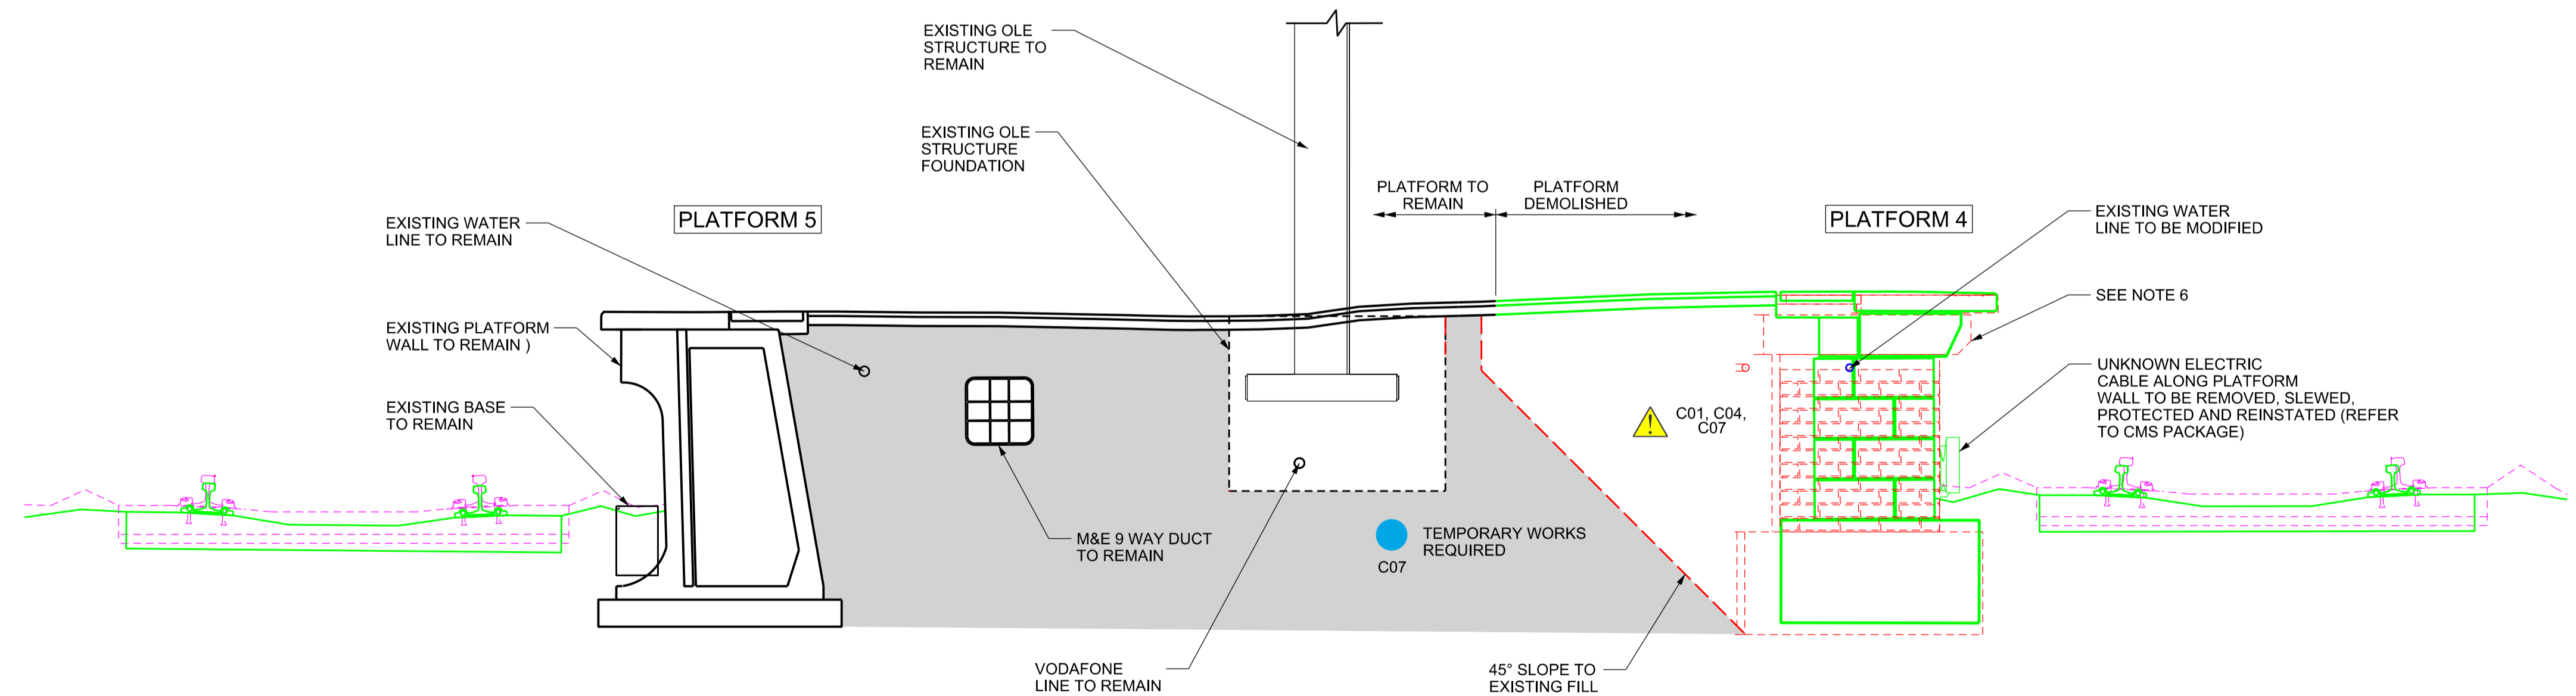 EXISTING OLE
STRUCTURE TO
REMAIN
EXISTING OLE
STRUCTURE
FOUNDATION
PLATFORM TO
REMAIN
PLATFORM
DEMOLISHED
PLATFORM 5
PLATFORM 4
EXISTING WATER
LINE TO REMAIN
EXISTING WATER
LINE TO BE MODIFIED
SEE NOTE 6
EXISTING PLATFORM
WALL TO REMAIN )
EXISTING BASE
TO REMAIN
UNKNOWN ELECTRIC
CABLE ALONG PLATFORM
WALL TO BE REMOVED, SLEWED,
PROTECTED AND REINSTATED (REFER
TO CMS PACKAGE)
C01, C04,
C07
M&E 9 WAY DUCT
TO REMAIN
TEMPORARY WORKS
REQUIRED
C07
VODAFONE
LINE TO REMAIN
45° SLOPE TO
EXISTING FILL